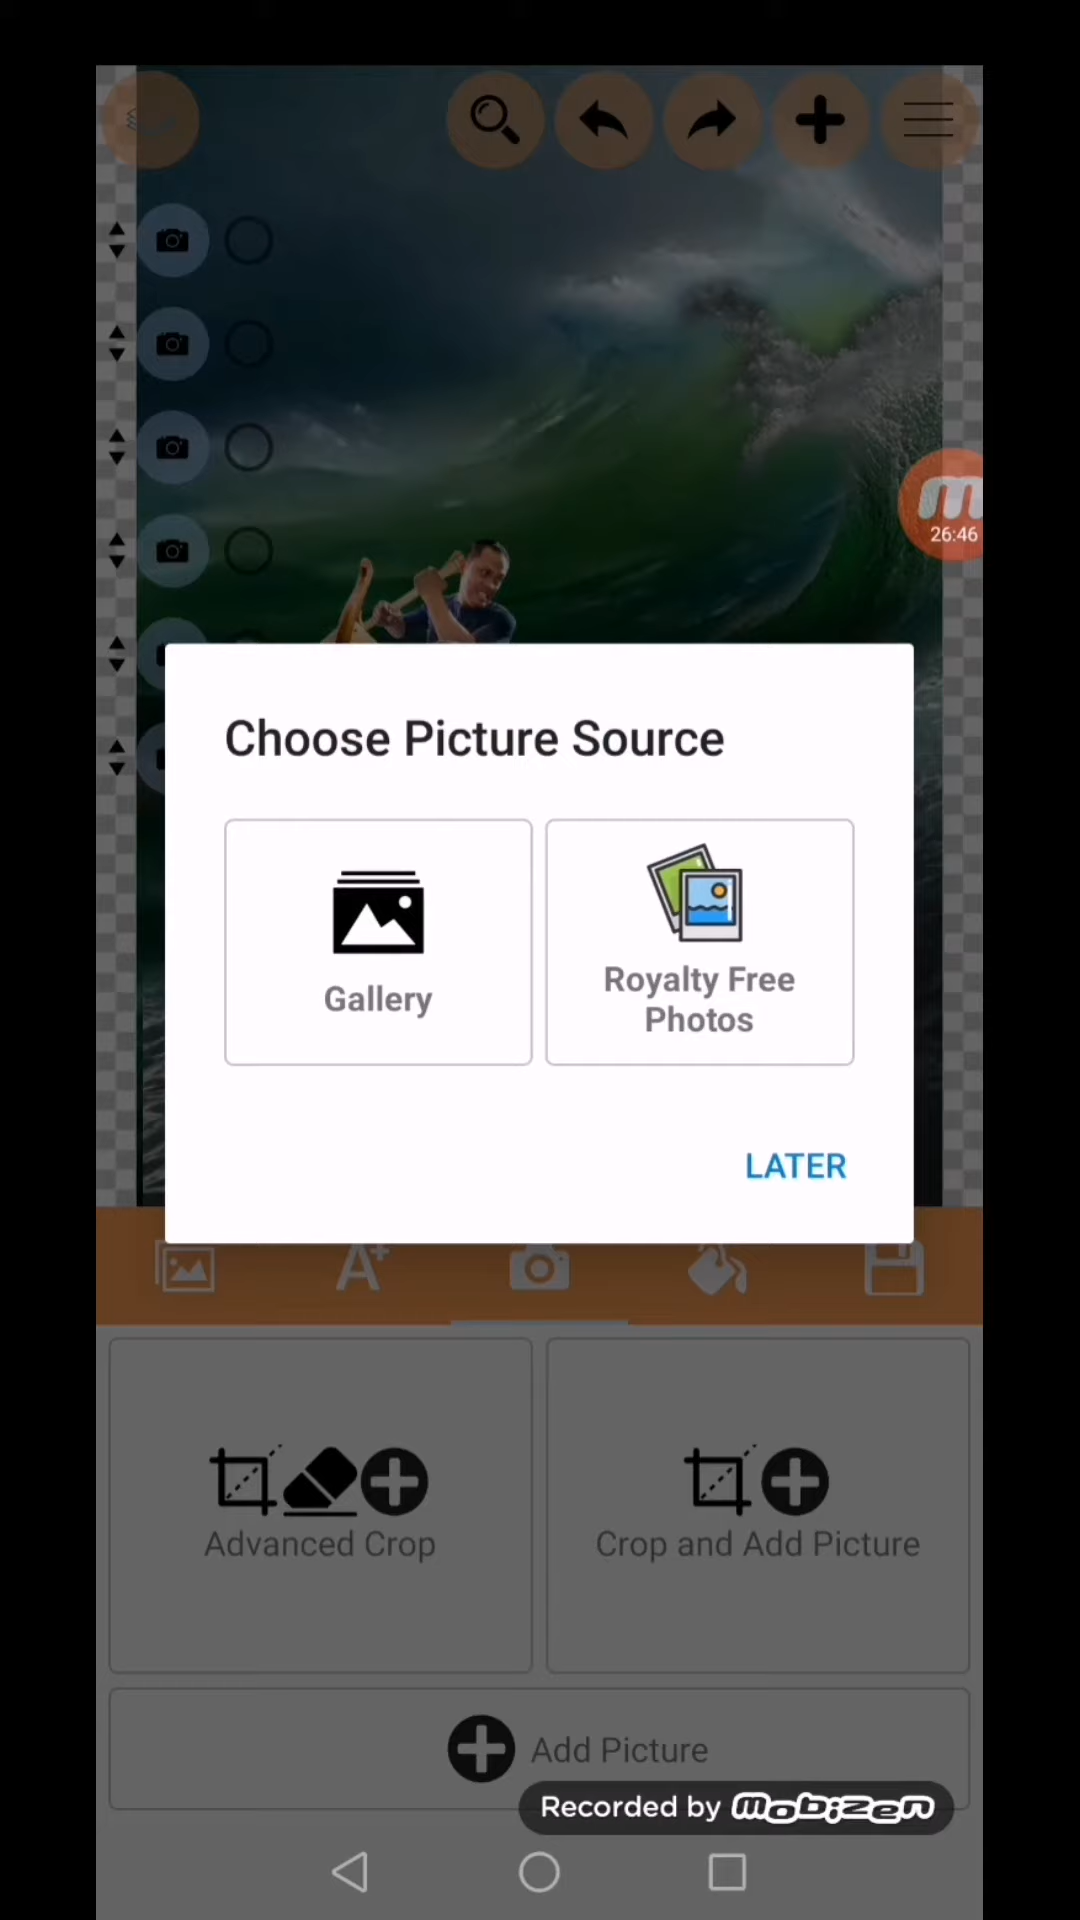 26:46
Choose Picture Source
Gallery
Royalty Free
Photos
LATER
A+
Advanced Crop
Crop and Add Picture
Add Picture
Recorded by mobizen